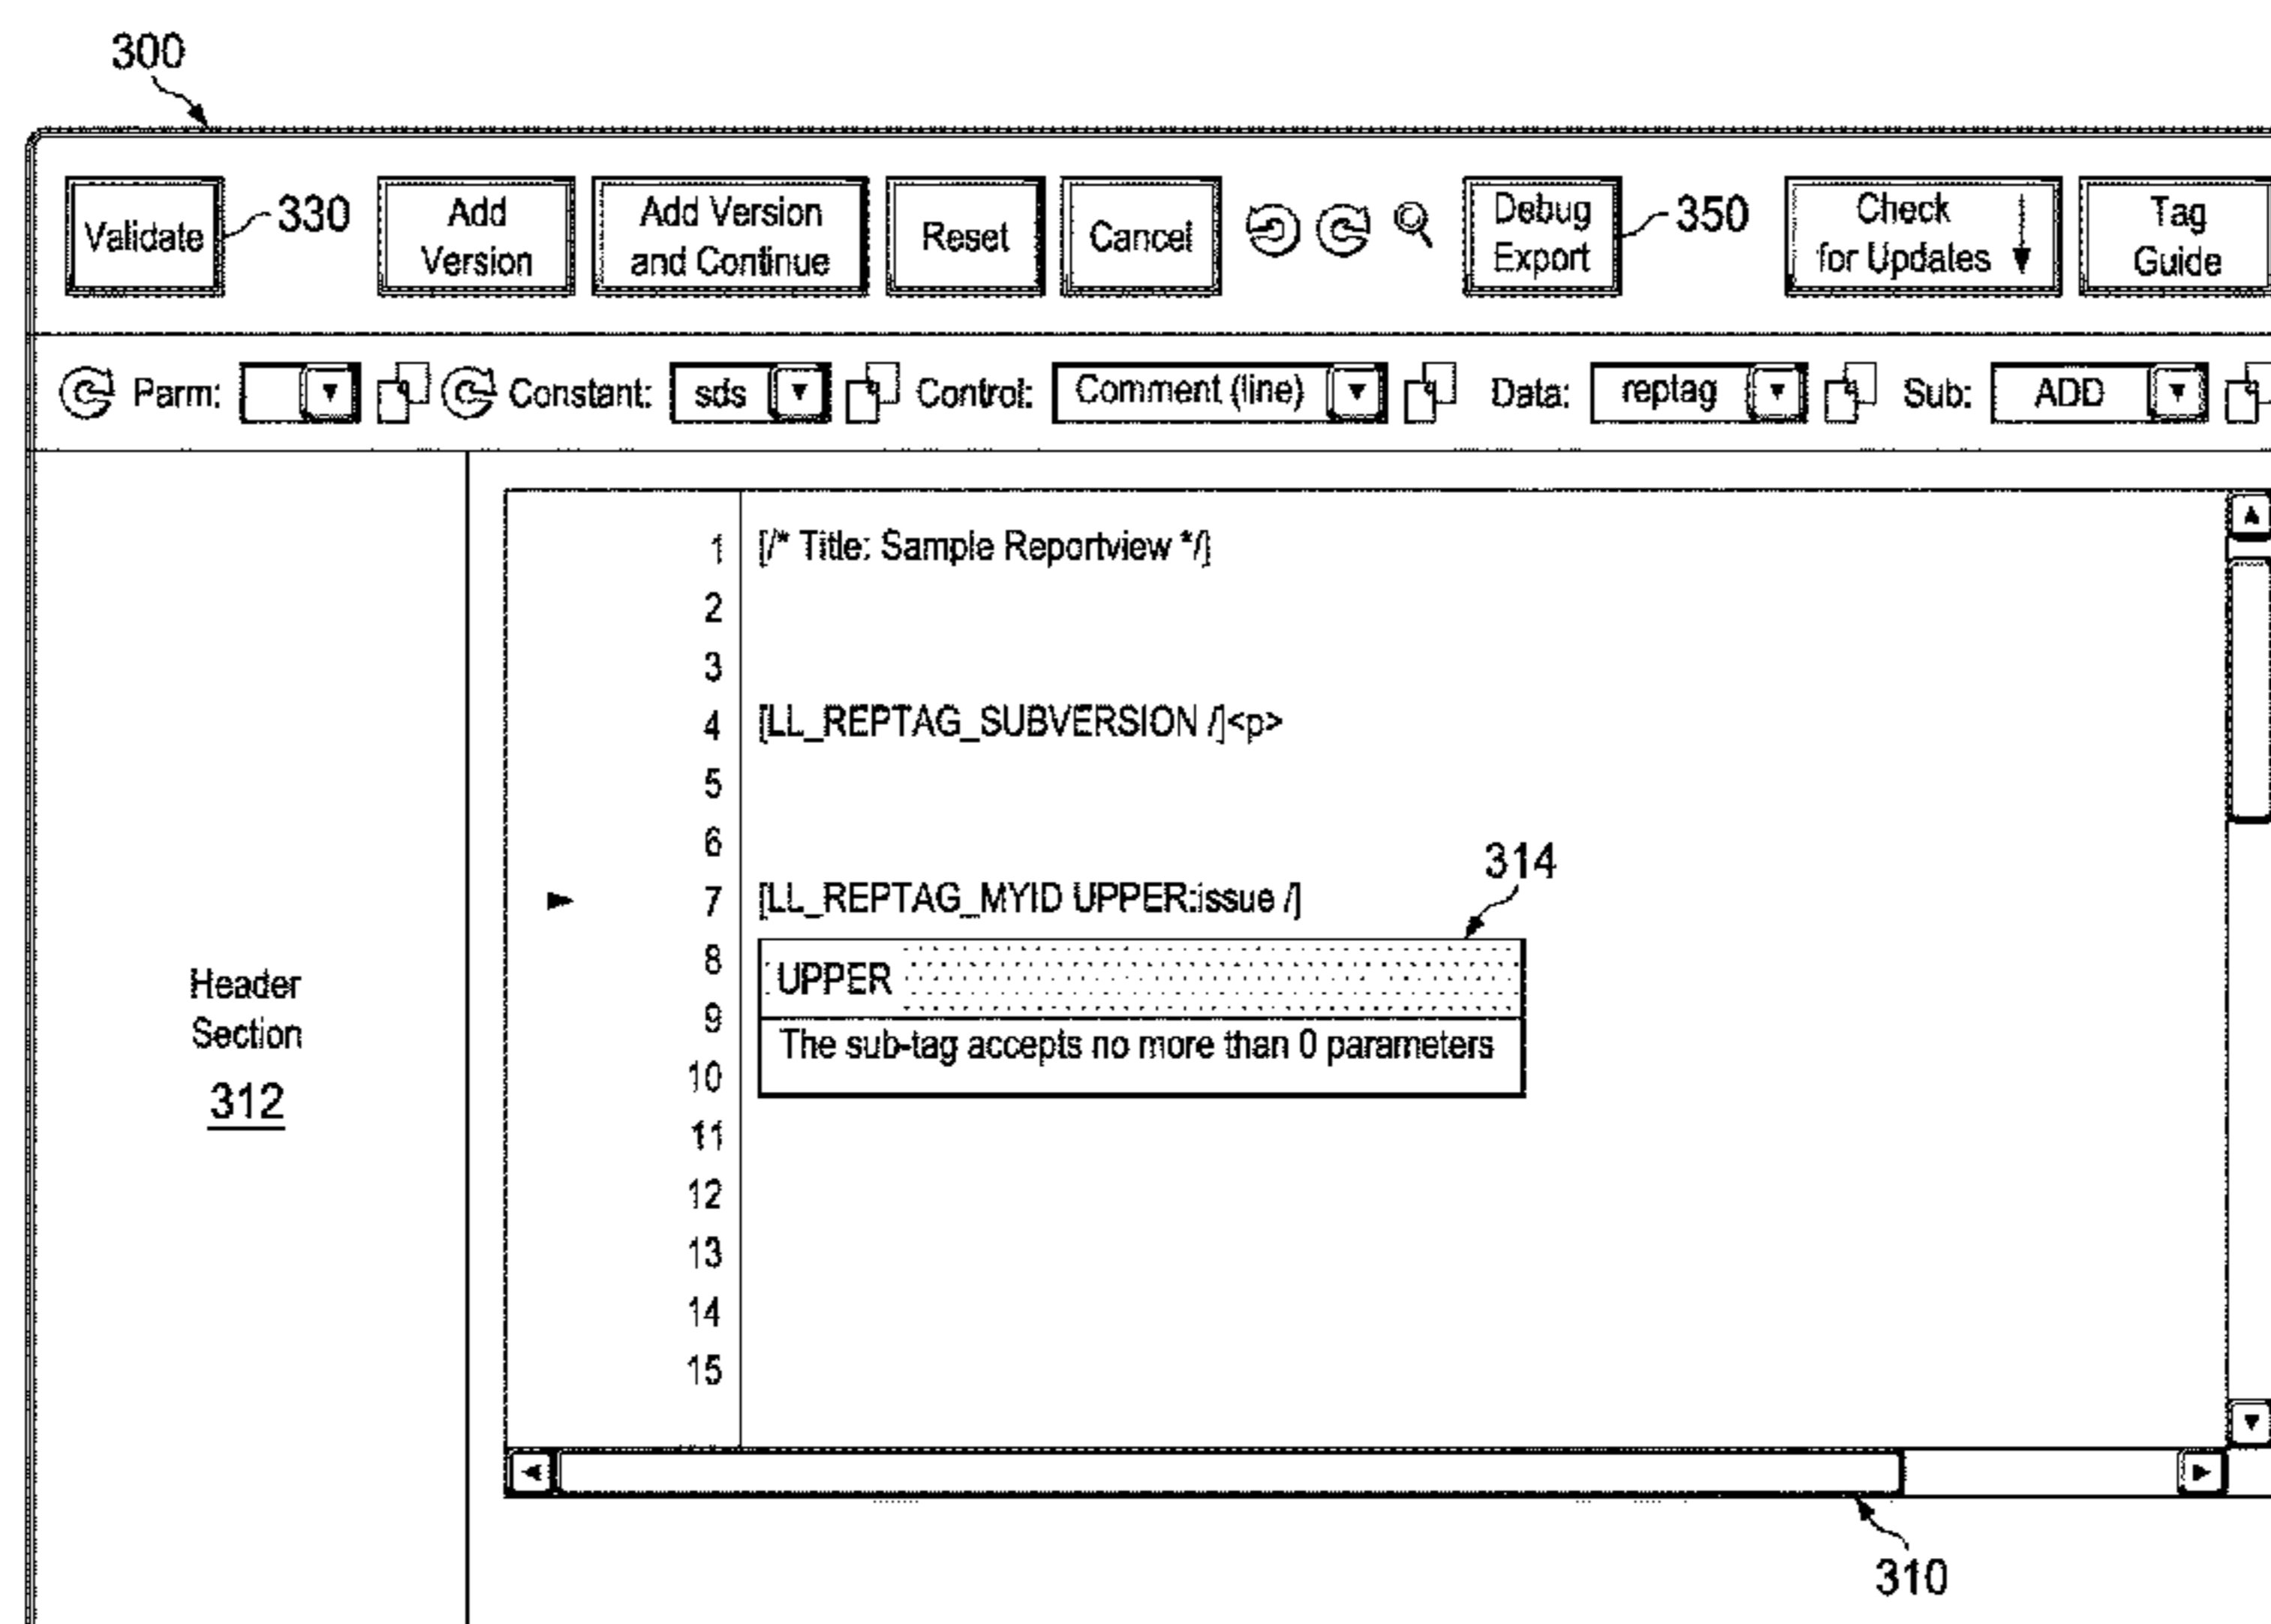 300
Validate
330
Add
Version
Add Version
and Continue
Reset
Cancel
Debug
Export
350
Check
for Updates
Tag
Guide
Parm:
Constant: sds
Control: Comment (line)
Data: reptag
Sub: ADD
1 [/* Title: Sample Reportview */]
2
3
4 [LL_REPTAG_SUBVERSION /]<p>
5
6
314
7 [LL_REPTAG_MYID UPPER:issue /]
8 UPPER
9
The sub-tag accepts no more than 0 parameters
10
11
12
13
14
15
Header
Section
312
310